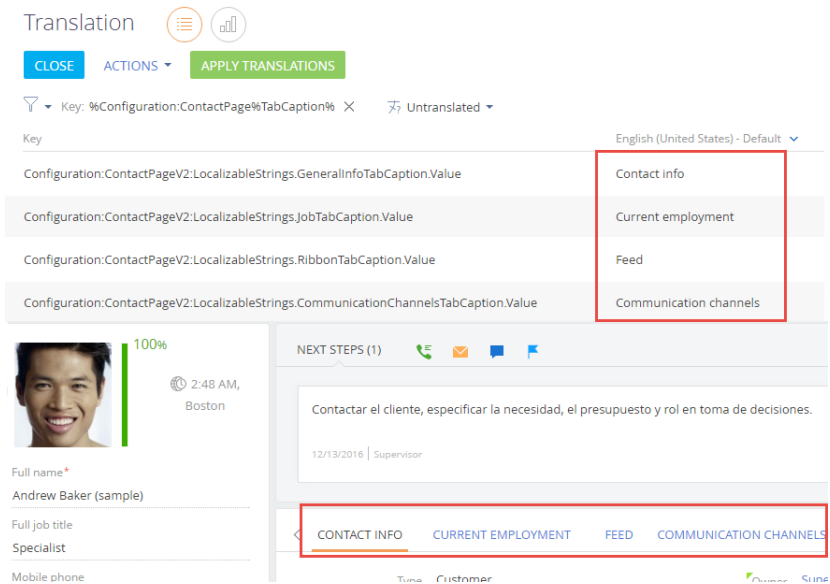 Translation
CLOSE ACTIONS APPLY TRANSLATIONS
Key: %Configuration:ContactPage%TabCaption% Untranslated
Key English (United States) - Default
Configuration:ContactPageV2:LocalizableStrings.GeneralInfoTabCaption.Value Contact info
Configuration:ContactPageV2:LocalizableStrings.JobTabCaption.Value Current employment
Configuration:ContactPageV2:LocalizableStrings.RibbonTabCaption.Value Feed
Configuration:ContactPageV2:LocalizableStrings.CommunicationChannelsTabCaption.Value Communication channels
100%
2:48 AM,
Boston
Full name*
Andrew Baker (sample)
Full job title
Specialist
Mobile phone
NEXT STEPS (1)
Contactar el cliente, especificar la necesidad, el presupuesto y rol en toma de decisiones.
12/13/2016 Supervisor
CONTACT INFO CURRENT EMPLOYMENT FEED COMMUNICATION CHANNELS
Type Customer Owner Supe